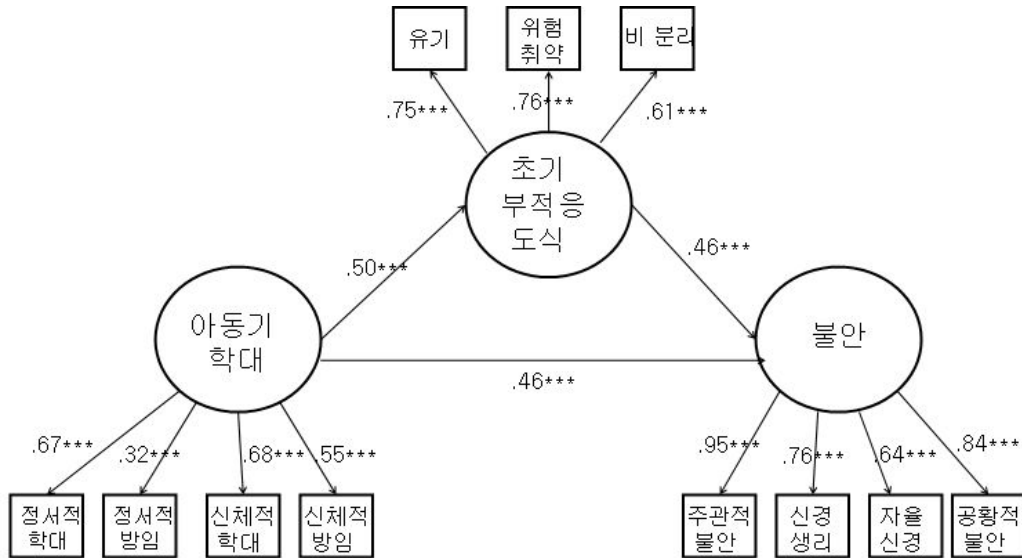 유기
위험
취약
비 분리
.75***
.76***
.61***
초기
부적응
도식
.50***
.46***
아동기
학대
불안
.46***
.67***
.32***
.68***
.55***
.95***
.76***
.64***
.84***
정서적
학대
정서적
방임
신체적
학대
신체적
방임
주관적
불안
신경
생리
자율
신경
공황적
불안